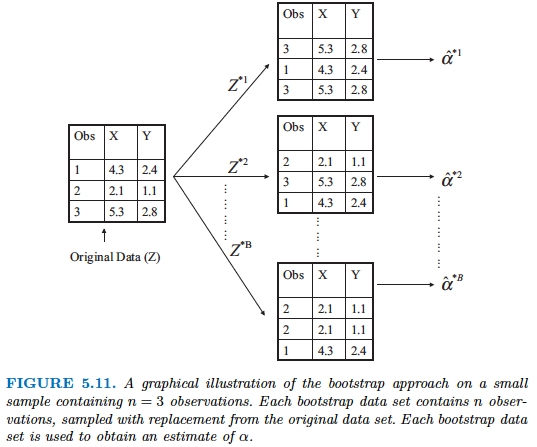 Obs X Y
3 5.3 2.8
1 4.3 2.4
3 5.3 2.8
Z*1
α̂*1
Obs X Y
1 4.3 2.4
2 2.1 1.1
3 5.3 2.8
Original Data (Z)
Z*2
Obs X Y
2 2.1 1.1
3 5.3 2.8
1 4.3 2.4
α̂*2
Z*B
Obs X Y
2 2.1 1.1
2 2.1 1.1
1 4.3 2.4
α̂*B
FIGURE 5.11. A graphical illustration of the bootstrap approach on a small
sample containing n = 3 observations. Each bootstrap data set contains n obser-
vations, sampled with replacement from the original data set. Each bootstrap data
set is used to obtain an estimate of α.